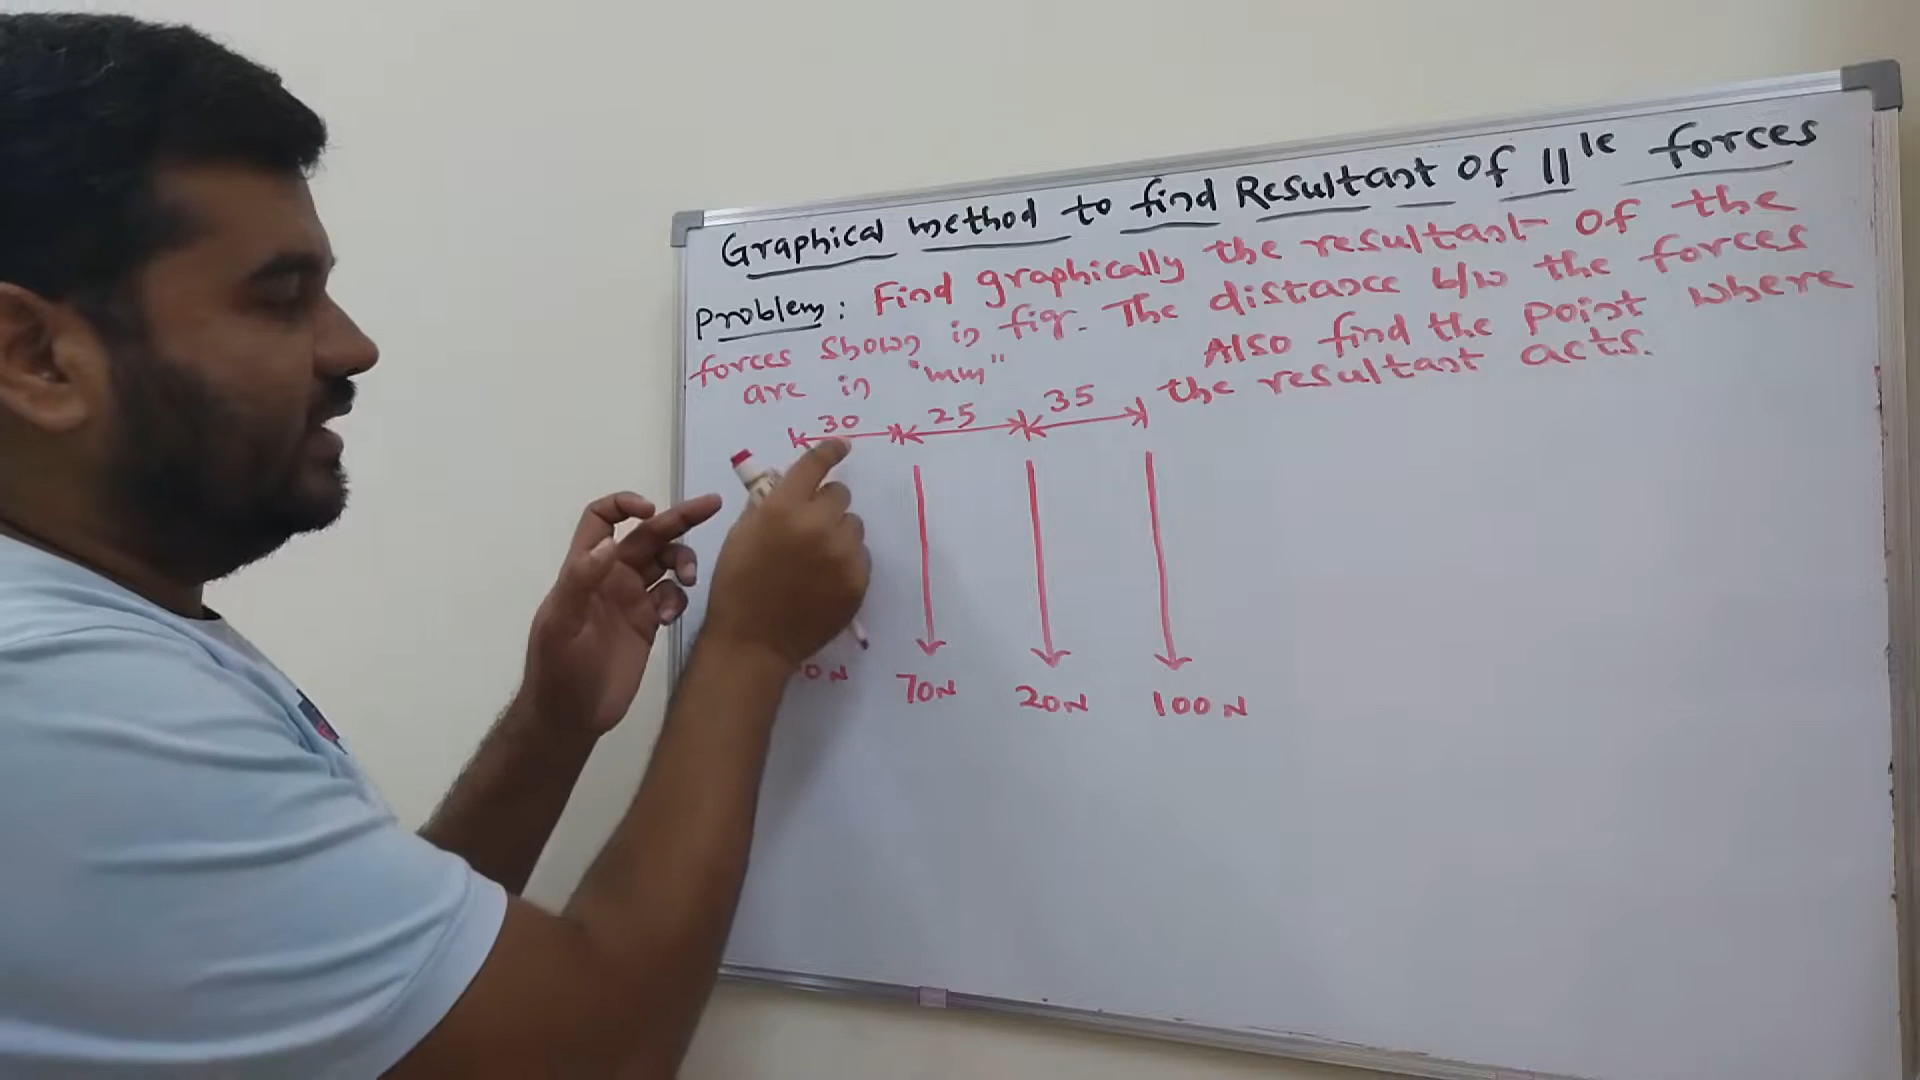 Graphical method to find Resultant of ||le forces
Problem: Find graphically the resultant of the
forces shown in fig. The distance b/w the forces
are in "mm" Also find the point where
the resultant acts.
30 25 35
0N 70N 20N 100N